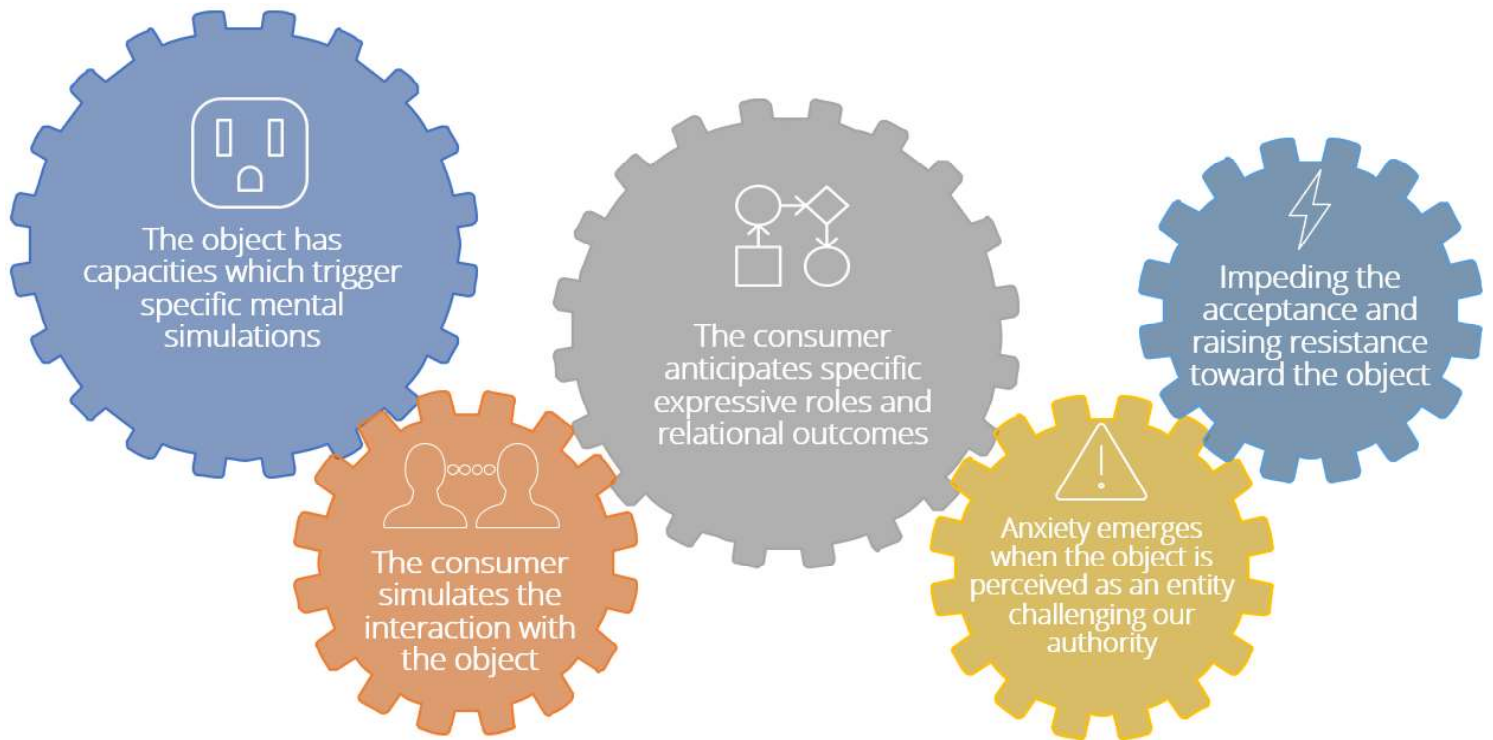 The object has
capacities which trigger
specific mental
simulations
The consumer
simulates the
interaction with
the object
The consumer
anticipates specific
expressive roles and
relational outcomes
Anxiety emerges
when the object is
perceived as an entity
challenging our
authority
Impeding the
acceptance and
raising resistance
toward the object